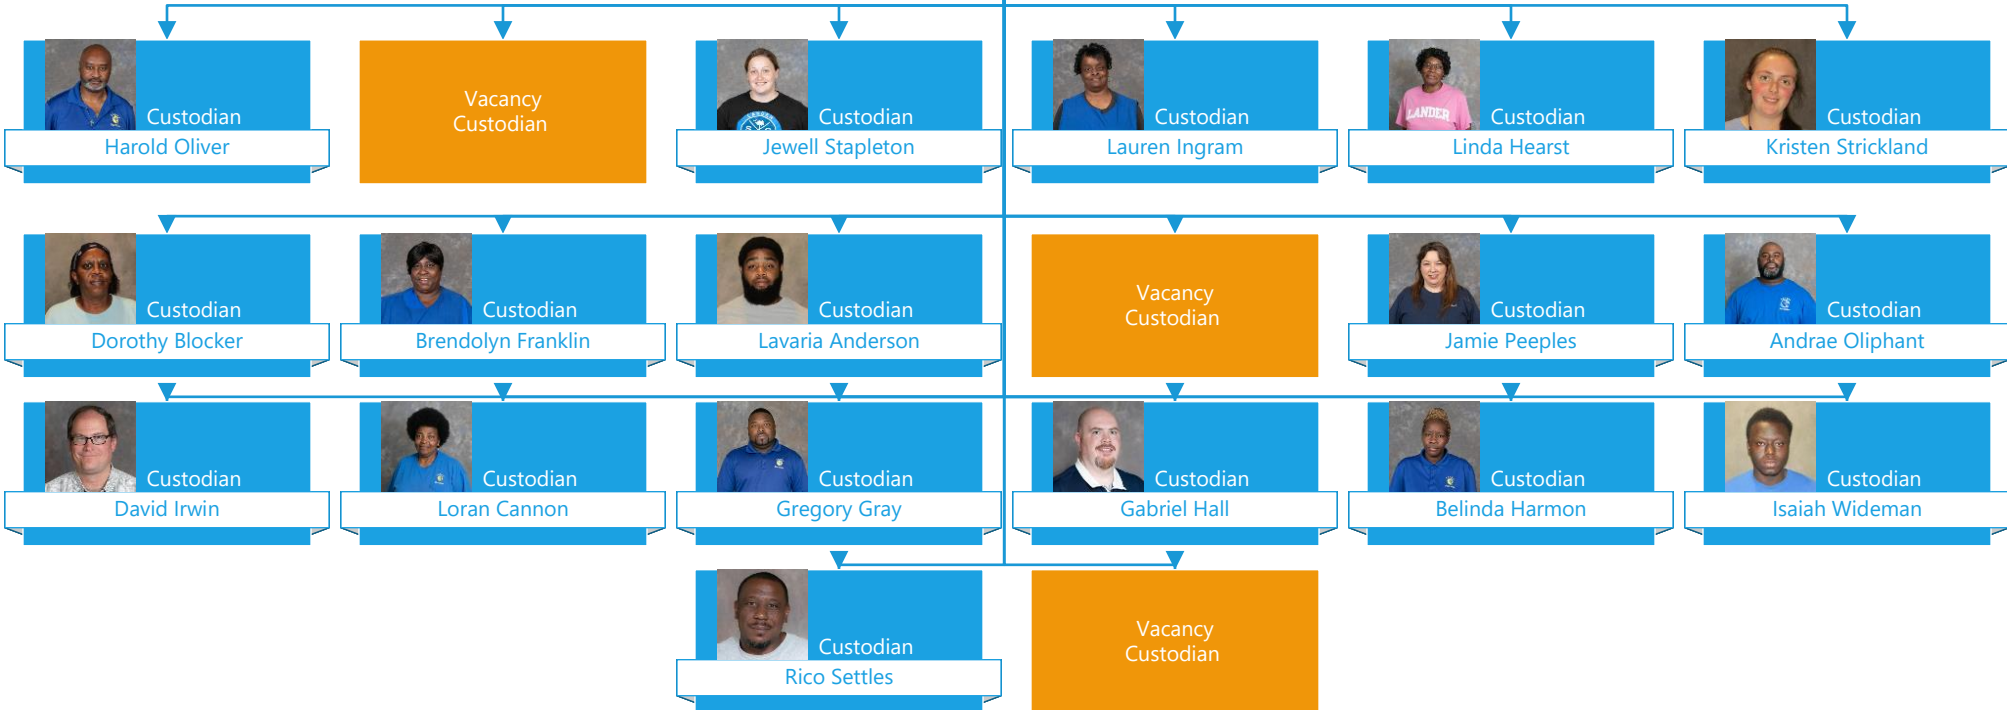 Custodian
Harold Oliver
Vacancy
Custodian
Custodian
Jewell Stapleton
Custodian
Lauren Ingram
LANDER
Custodian
Linda Hearst
Custodian
Kristen Strickland
Custodian
Dorothy Blocker
Custodian
Brendolyn Franklin
Custodian
Lavaria Anderson
Vacancy
Custodian
Custodian
Jamie Peeples
Custodian
Andrae Oliphant
Custodian
David Irwin
Custodian
Loran Cannon
Custodian
Gregory Gray
Custodian
Gabriel Hall
Custodian
Belinda Harmon
Custodian
Isaiah Wideman
Custodian
Rico Settles
Vacancy
Custodian